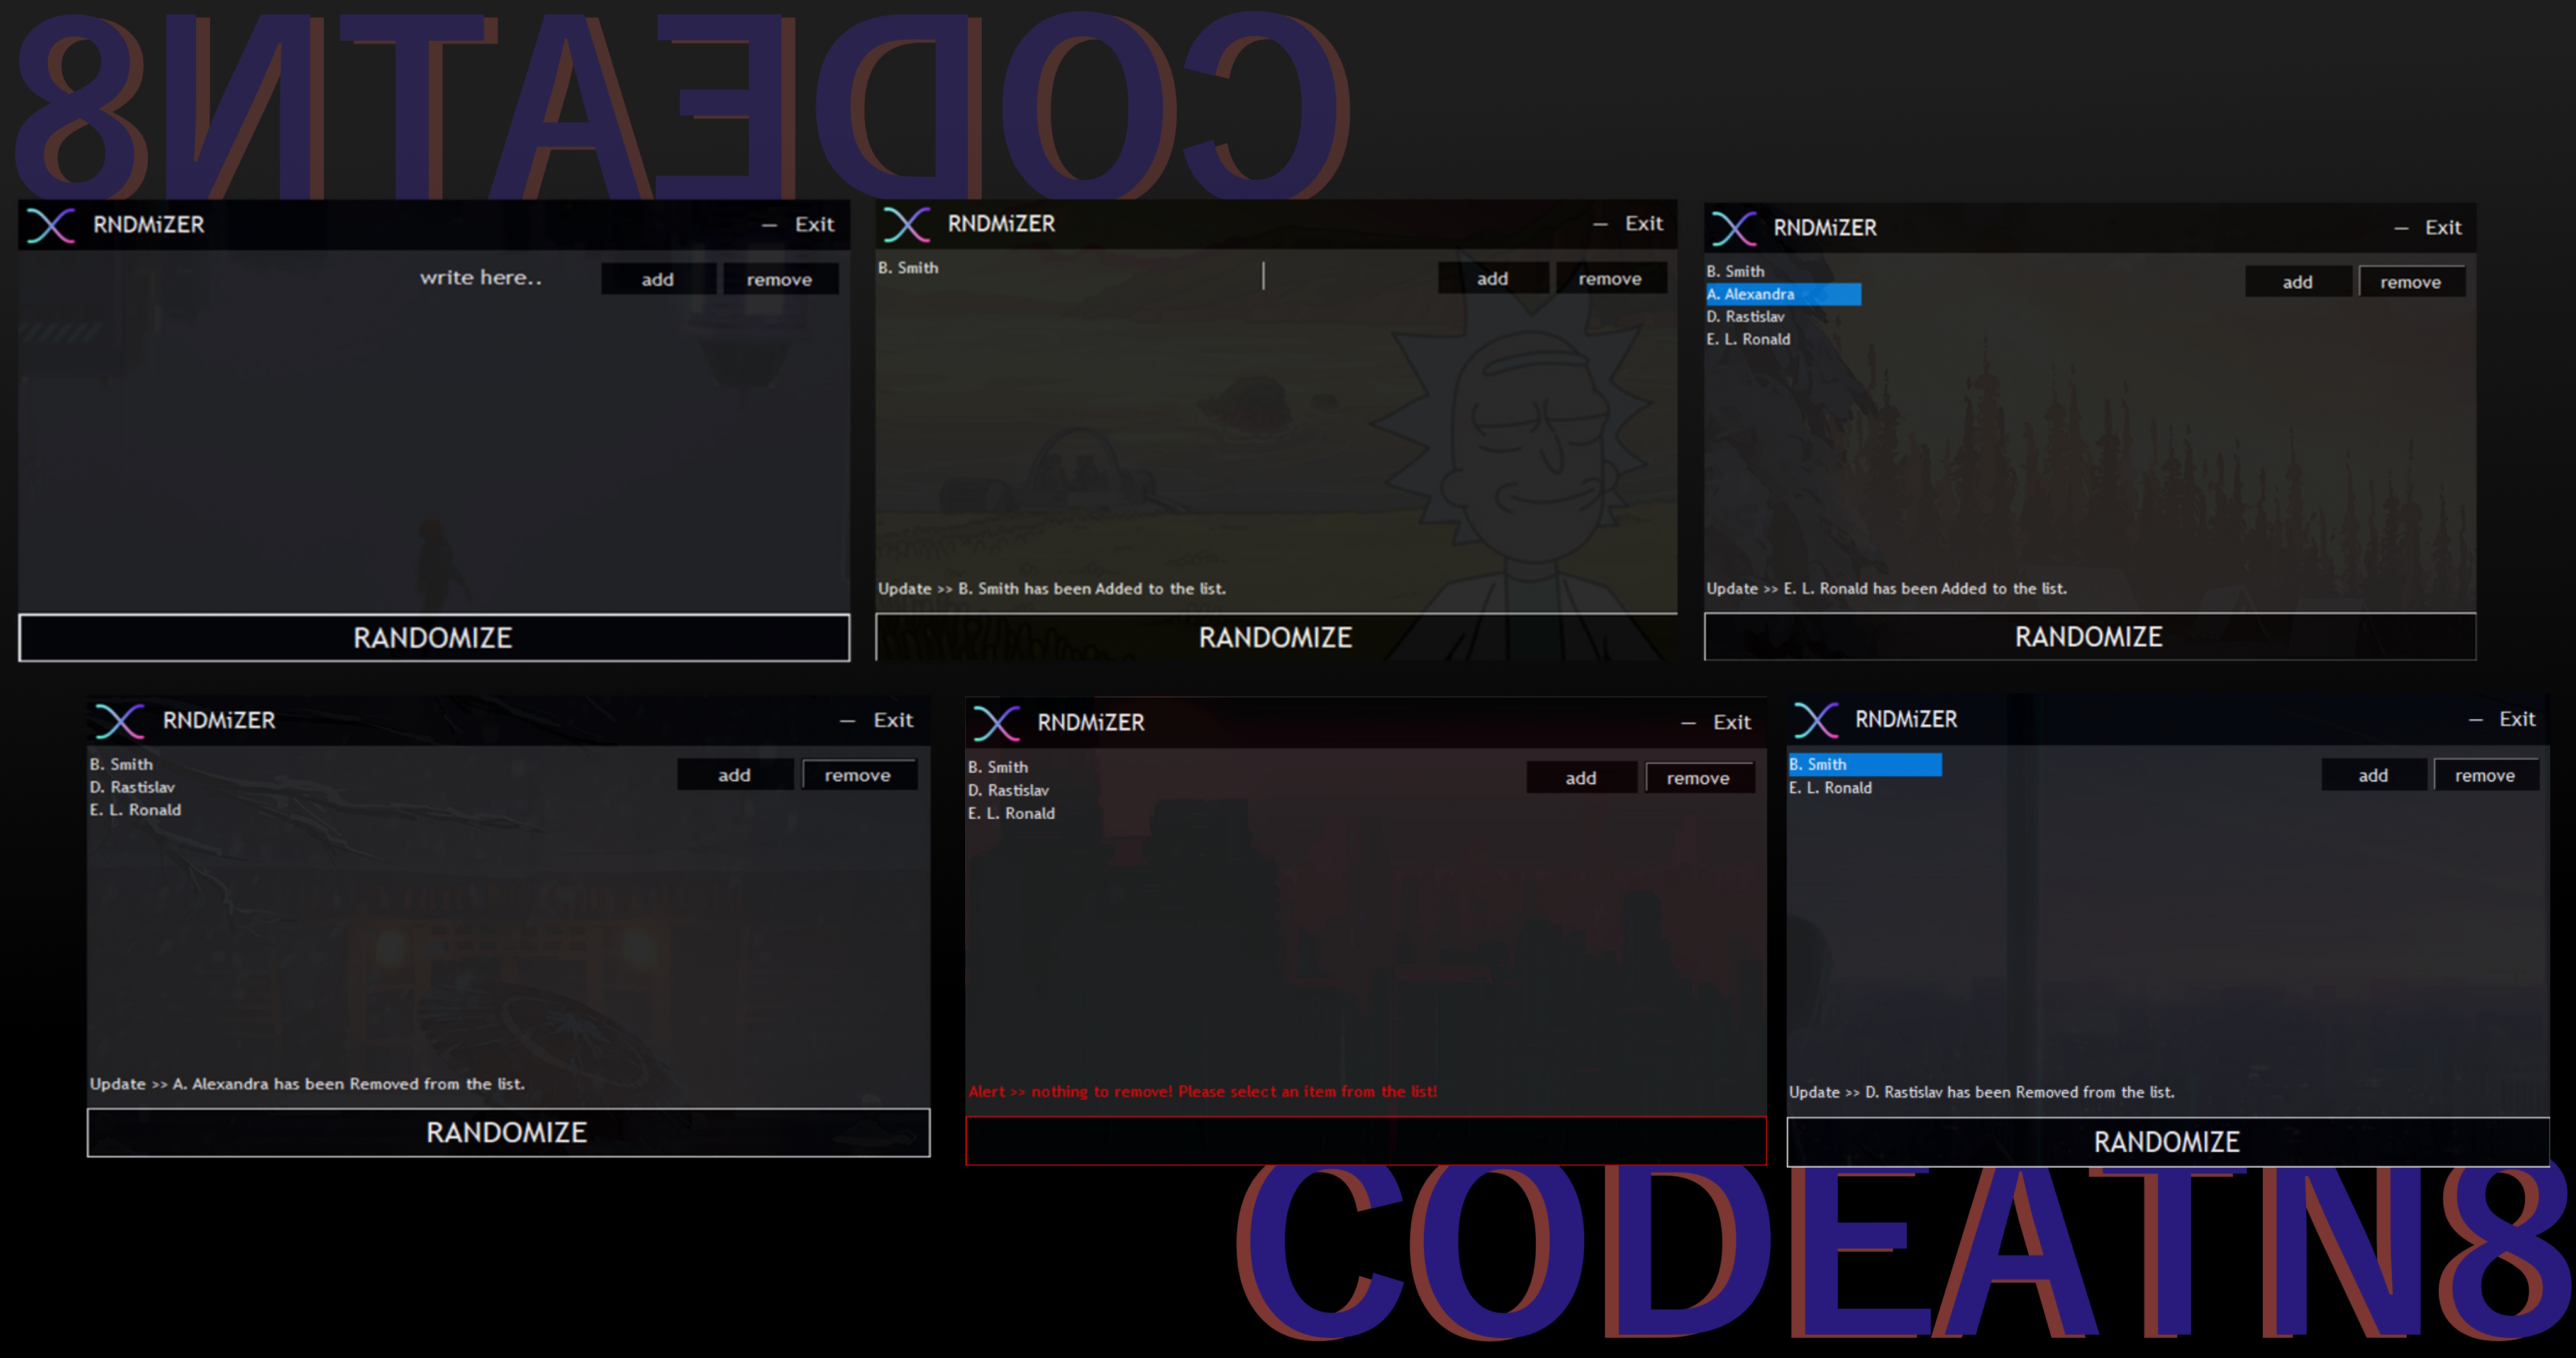 CODEATN8
RNDMiZER
— Exit
write here..
add
remove
RANDOMIZE
RNDMiZER
— Exit
B. Smith
add
remove
Update >> B. Smith has been Added to the list.
RANDOMIZE
RNDMiZER
— Exit
B. Smith
A. Alexandra
D. Rastislav
E. L. Ronald
add
remove
Update >> E. L. Ronald has been Added to the list.
RANDOMIZE
RNDMiZER
— Exit
B. Smith
D. Rastislav
E. L. Ronald
add
remove
Update >> A. Alexandra has been Removed from the list.
RANDOMIZE
RNDMiZER
— Exit
B. Smith
D. Rastislav
E. L. Ronald
add
remove
Alert >> nothing to remove! Please select an item from the list!
RNDMiZER
— Exit
B. Smith
E. L. Ronald
add
remove
Update >> D. Rastislav has been Removed from the list.
RANDOMIZE
CODEATN8